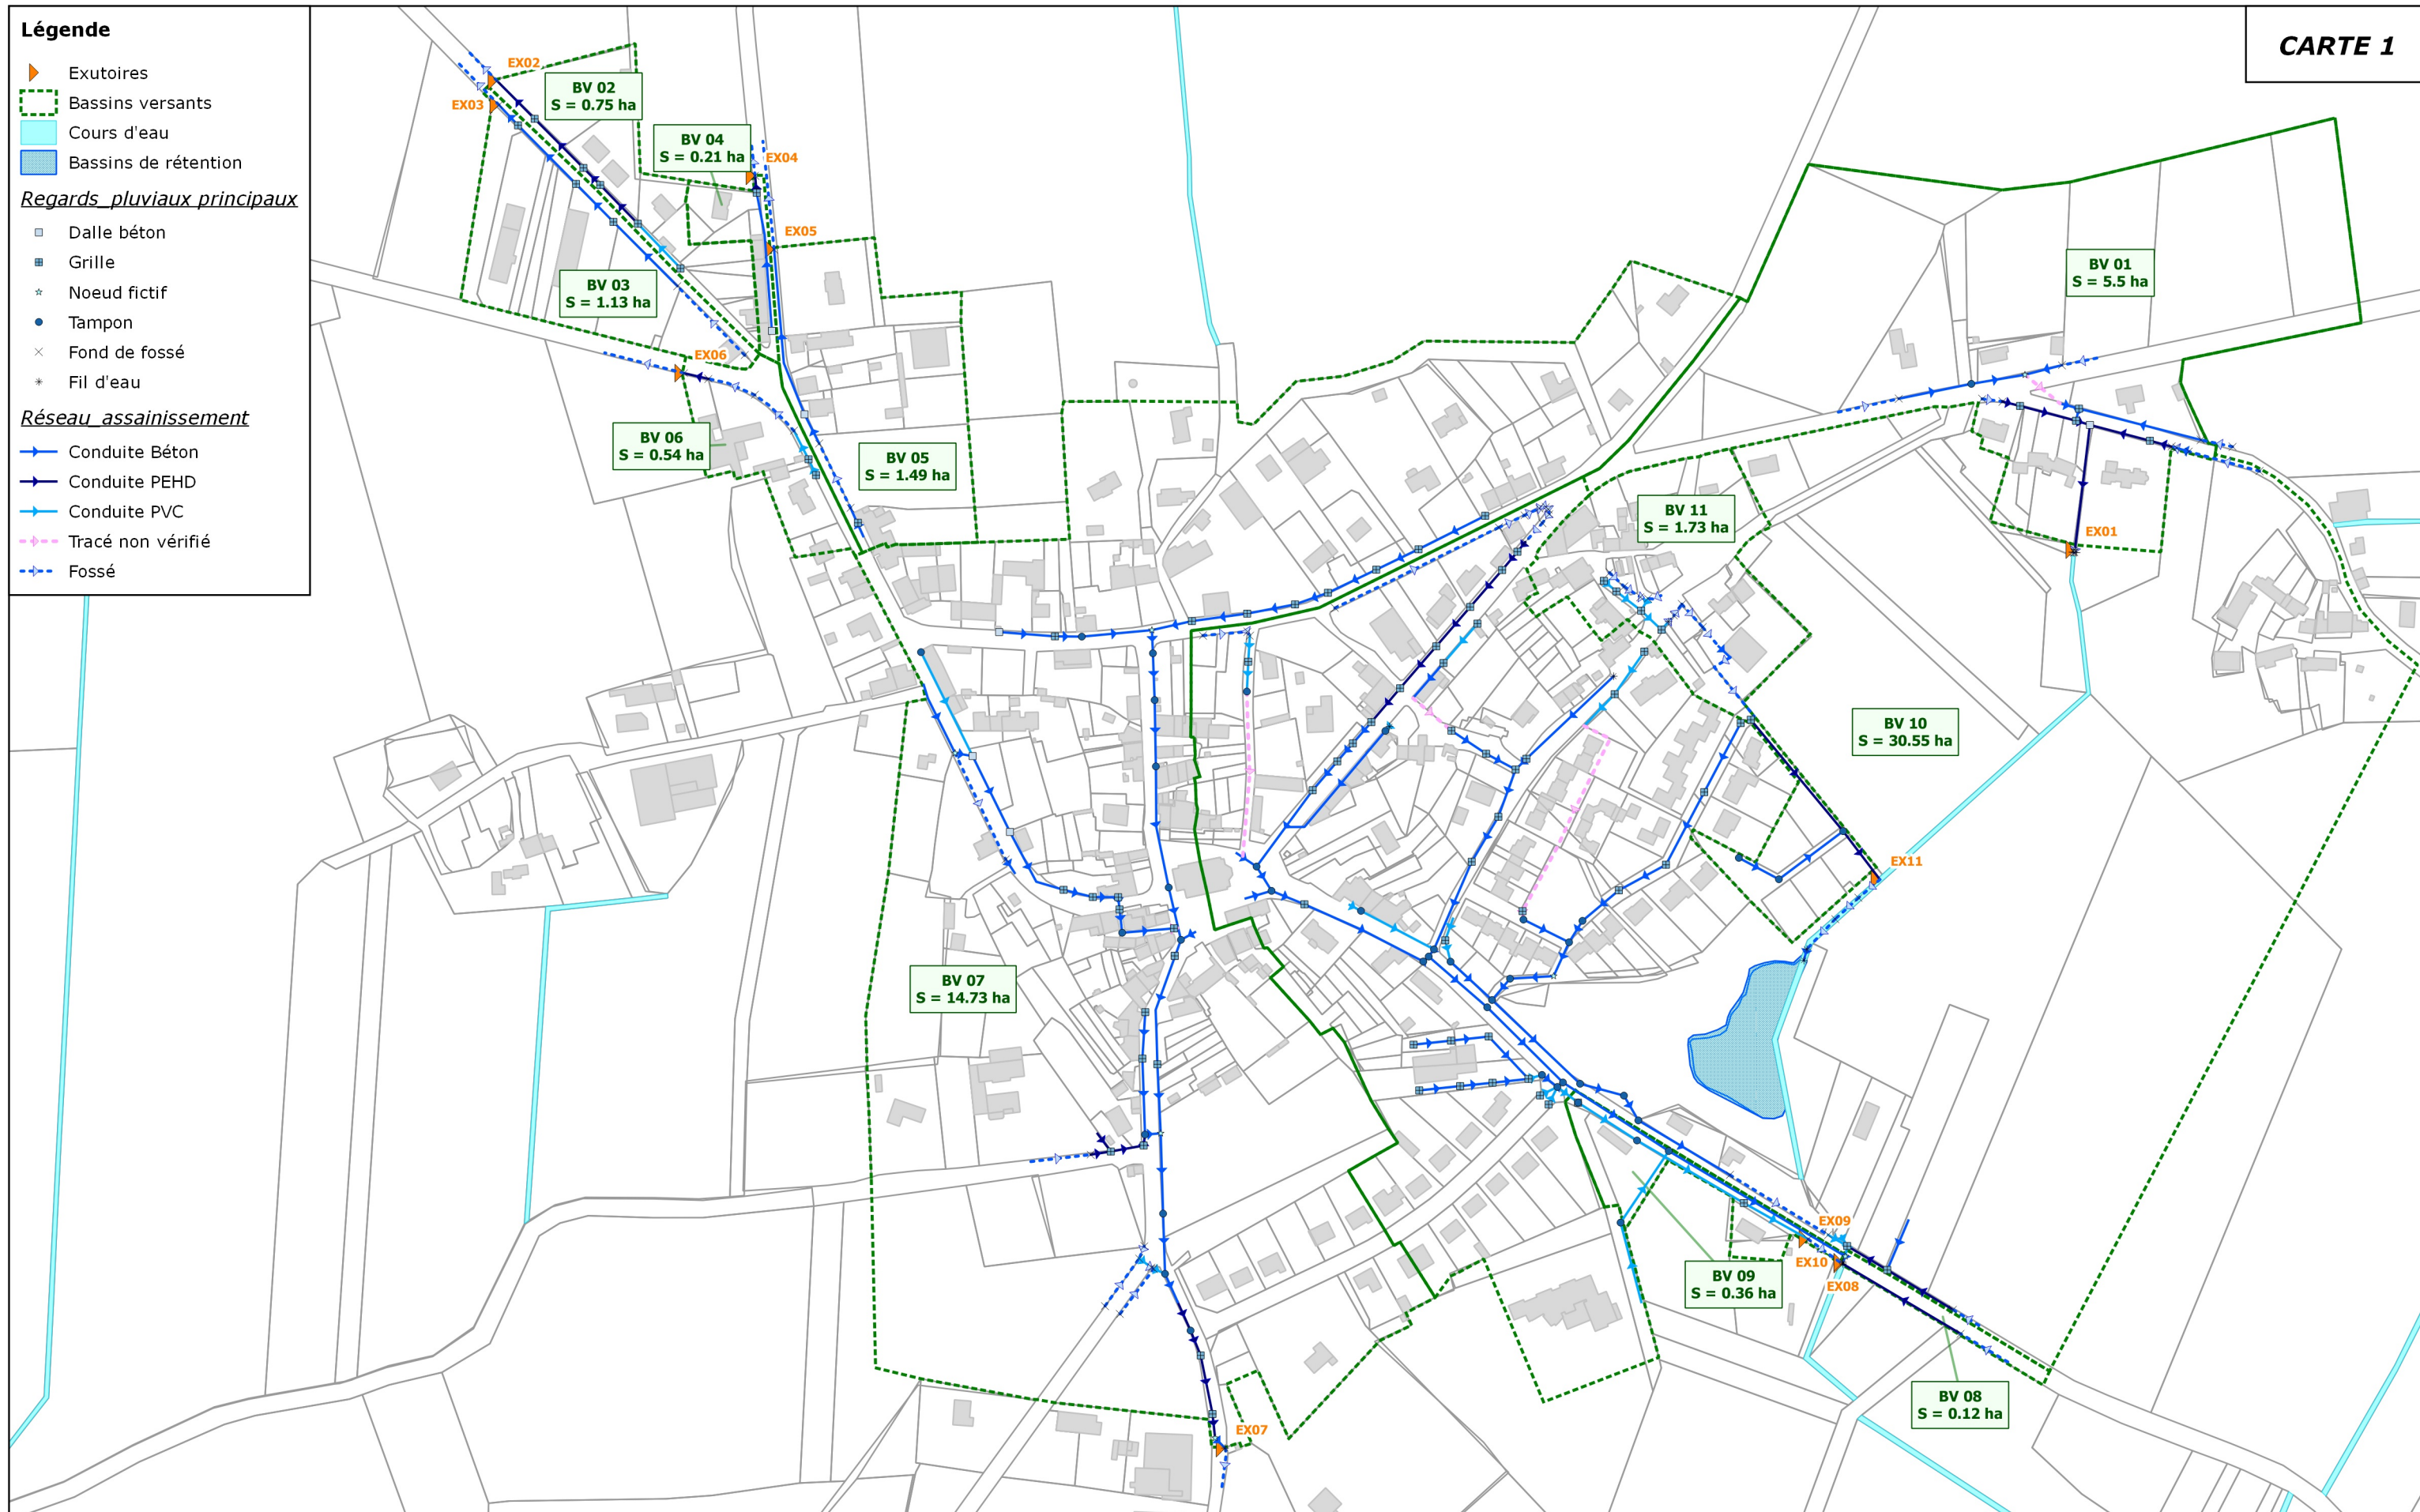 Légende
Exutoires
Bassins versants
Cours d'eau
Bassins de rétention
Regards_pluviaux principaux
Dalle béton
Grille
Noeud fictif
Tampon
Fond de fossé
Fil d'eau
Réseau_assainissement
Conduite Béton
Conduite PEHD
Conduite PVC
Tracé non vérifié
Fossé
CARTE 1
EX02
EX03
BV 02
S = 0.75 ha
BV 04
S = 0.21 ha
EX04
EX05
BV 03
S = 1.13 ha
EX06
BV 06
S = 0.54 ha
BV 05
S = 1.49 ha
BV 01
S = 5.5 ha
BV 11
S = 1.73 ha
EX01
BV 10
S = 30.55 ha
EX11
BV 07
S = 14.73 ha
EX09
EX10
EX08
BV 09
S = 0.36 ha
BV 08
S = 0.12 ha
EX07